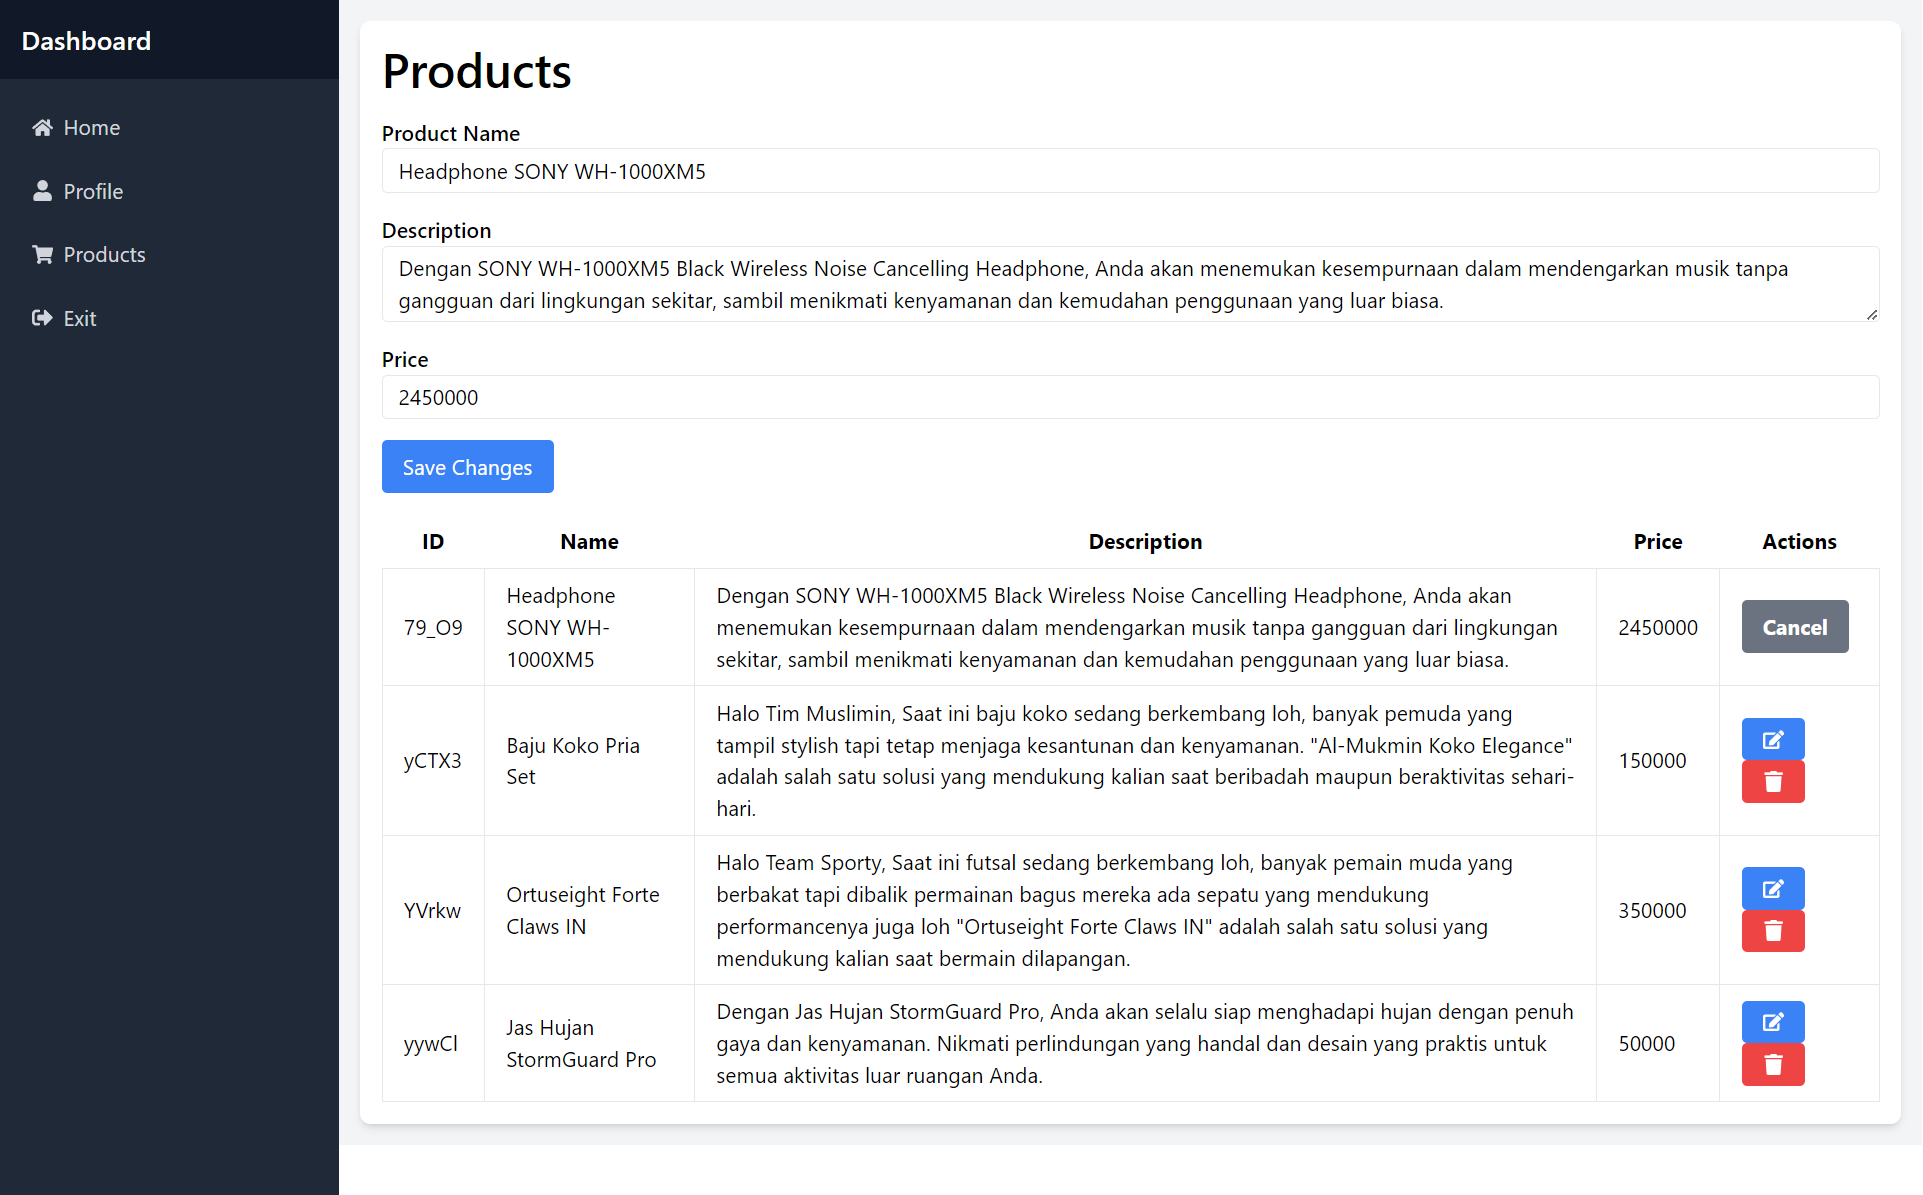 Dashboard
Home
Profile
Products
Exit
Products
Product Name
Headphone SONY WH-1000XM5
Description
Dengan SONY WH-1000XM5 Black Wireless Noise Cancelling Headphone, Anda akan menemukan kesempurnaan dalam mendengarkan musik tanpa
gangguan dari lingkungan sekitar, sambil menikmati kenyamanan dan kemudahan penggunaan yang luar biasa.
Price
2450000
Save Changes
ID Name Description Price Actions
79_O9
Headphone
SONY WH-
1000XM5
Dengan SONY WH-1000XM5 Black Wireless Noise Cancelling Headphone, Anda akan
menemukan kesempurnaan dalam mendengarkan musik tanpa gangguan dari lingkungan
sekitar, sambil menikmati kenyamanan dan kemudahan penggunaan yang luar biasa.
2450000
Cancel
yCTX3
Baju Koko Pria
Set
Halo Tim Muslimin, Saat ini baju koko sedang berkembang loh, banyak pemuda yang
tampil stylish tapi tetap menjaga kesantunan dan kenyamanan. "Al-Mukmin Koko Elegance"
adalah salah satu solusi yang mendukung kalian saat beribadah maupun beraktivitas sehari-
hari.
150000
YVrkw
Ortuseight Forte
Claws IN
Halo Team Sporty, Saat ini futsal sedang berkembang loh, banyak pemain muda yang
berbakat tapi dibalik permainan bagus mereka ada sepatu yang mendukung
performancenya juga loh "Ortuseight Forte Claws IN" adalah salah satu solusi yang
mendukung kalian saat bermain dilapangan.
350000
yywCl
Jas Hujan
StormGuard Pro
Dengan Jas Hujan StormGuard Pro, Anda akan selalu siap menghadapi hujan dengan penuh
gaya dan kenyamanan. Nikmati perlindungan yang handal dan desain yang praktis untuk
semua aktivitas luar ruangan Anda.
50000